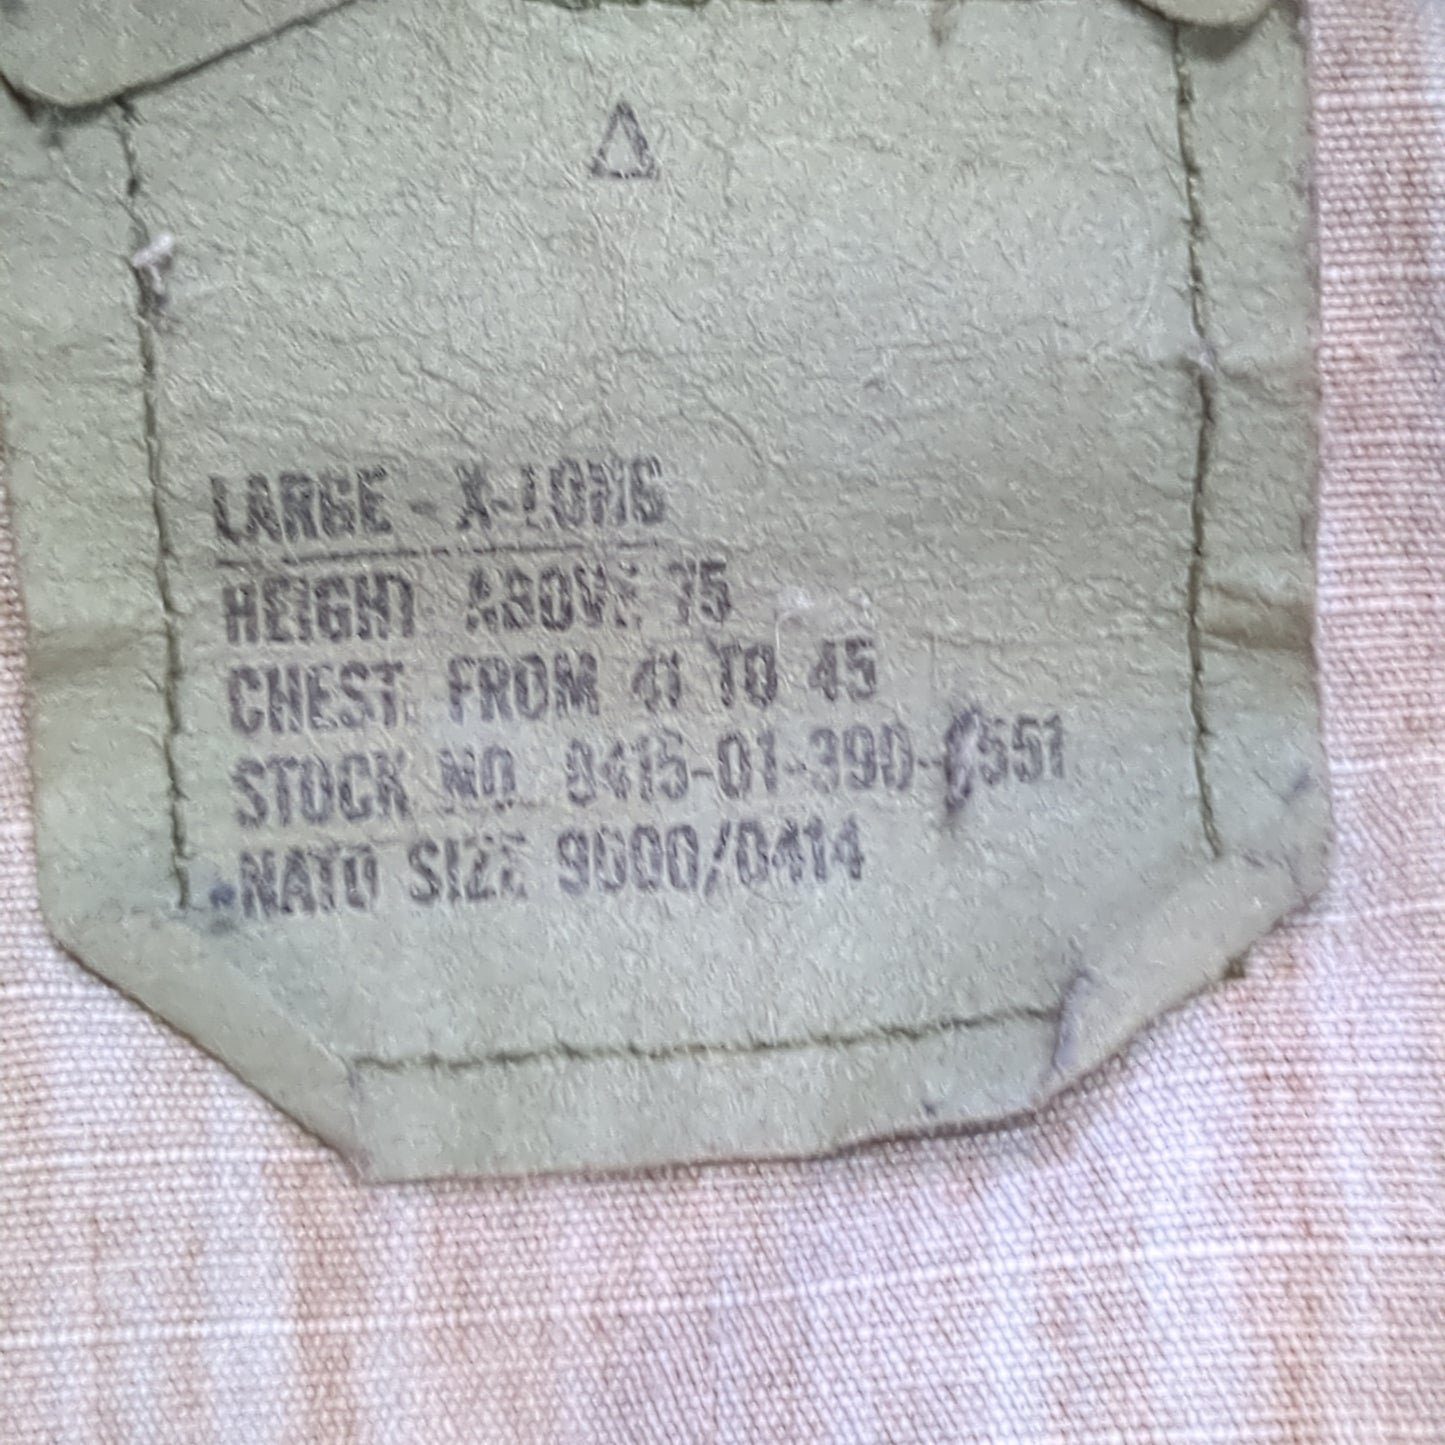 LARGE - X-LONG
HEIGHT ABOVE 75
CHEST FROM 41 TO 45
STOCK NO. 8415-01-390-8551
NATO SIZE 9000/0414